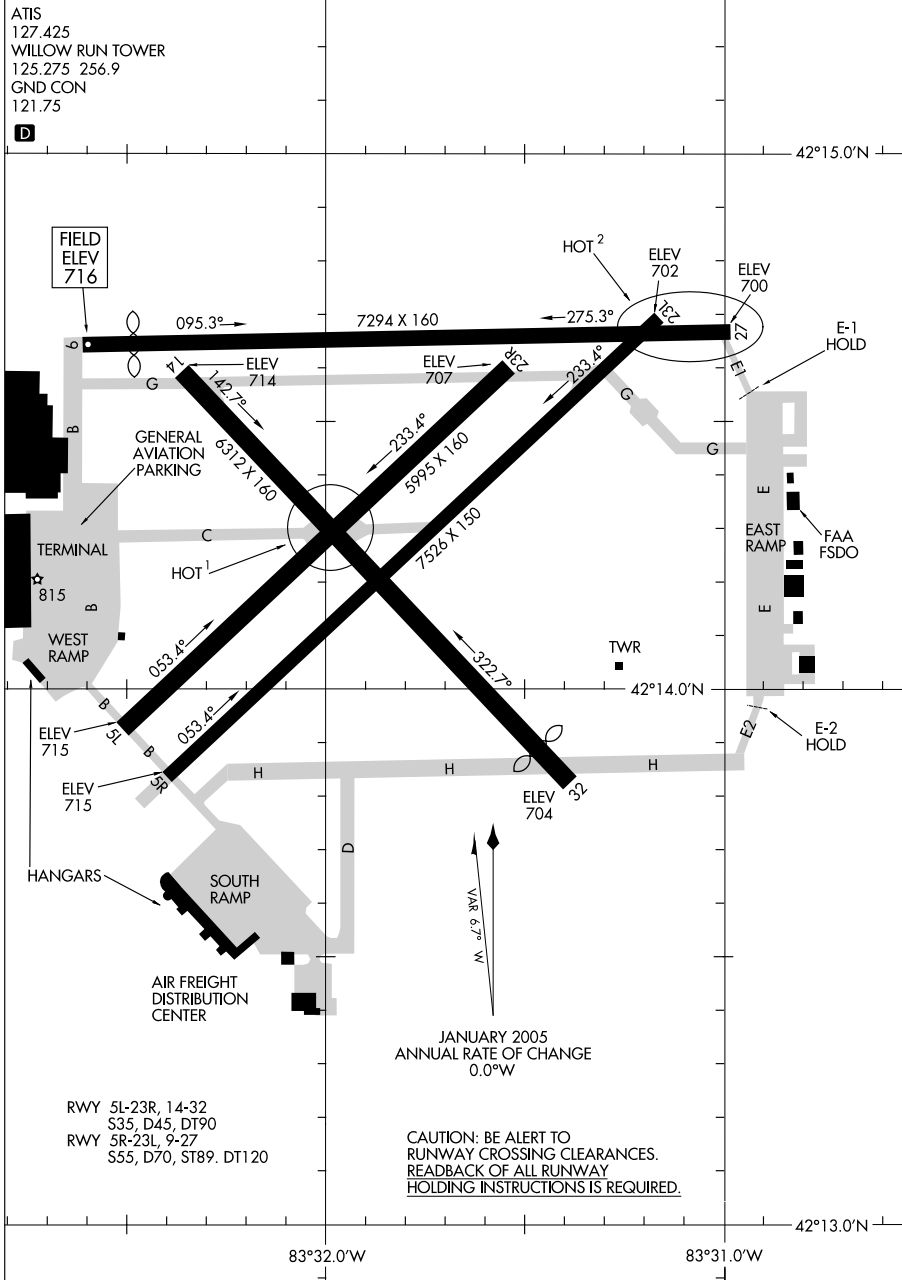 ATIS
127.425
WILLOW RUN TOWER
125.275 256.9
GND CON
121.75
D
42°15.0'N
FIELD
ELEV
716
HOT 2
ELEV
702
ELEV
700
095.3°
7294 X 160
275.3°
23L
27
9
E-1
HOLD
E1
14
ELEV
714
ELEV
707
23R
233.4°
G
142.7°
G
B
GENERAL
AVIATION
PARKING
6312 X 160
233.4°
5995 X 160
G
E
C
7526 X 150
EAST
RAMP
FAA
FSDO
TERMINAL
HOT 1
815
B
E
WEST
RAMP
053.4°
322.7°
TWR
42°14.0'N
B
053.4°
ELEV
715
5L
B
E2
E-2
HOLD
5R
H
H
H
ELEV
715
ELEV
704
32
D
HANGARS
SOUTH
RAMP
VAR 6.7° W
AIR FREIGHT
DISTRIBUTION
CENTER
JANUARY 2005
ANNUAL RATE OF CHANGE
0.0°W
RWY 5L-23R, 14-32
S35, D45, DT90
RWY 5R-23L, 9-27
S55, D70, ST89. DT120
CAUTION: BE ALERT TO
RUNWAY CROSSING CLEARANCES.
READBACK OF ALL RUNWAY
HOLDING INSTRUCTIONS IS REQUIRED.
42°13.0'N
83°32.0'W
83°31.0'W